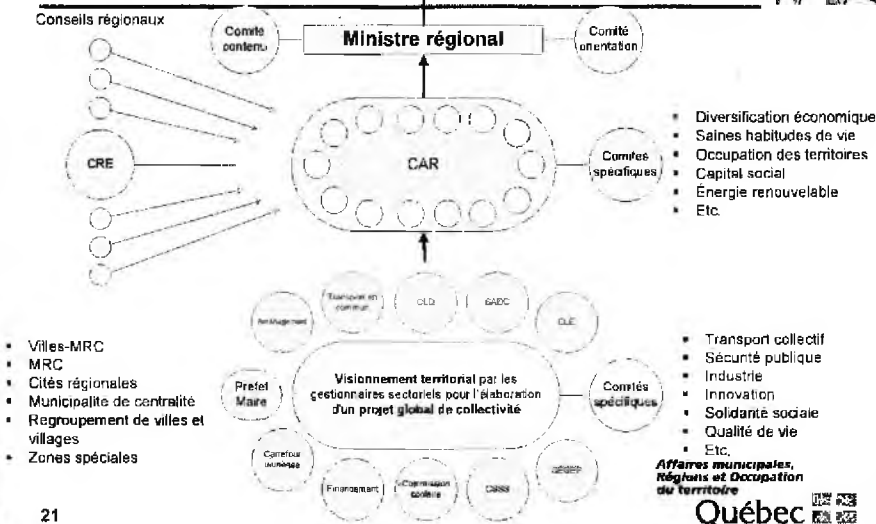 Conseils régionaux
Comité
contenu
Ministre régional
Comité
orientation
CRE
CAR
Comités
spécifiques
▪ Diversification économique
▪ Saines habitudes de vie
▪ Occupation des territoires
▪ Capital social
▪ Énergie renouvelable
▪ Etc.
Aménagement
Transport en
commun
CLD
SADC
CLE
▪ Villes-MRC
▪ MRC
▪ Cités régionales
▪ Municipalite de centralité
▪ Regroupement de villes et
villages
▪ Zones spéciales
Prefet
Maire
Visionnement territorial par les
gestionnaires sectoriels pour l'élaboration
d'un projet global de collectivité
Comités
spécifiques
▪ Transport collectif
▪ Sécurité publique
▪ Industrie
▪ Innovation
▪ Solidarité sociale
▪ Qualité de vie
▪ Etc.
Carrefour
jeunesse
Financement
Commission
scolaire
CSSS
CEGEP
Affaires municipales,
Régions et Occupation
du territoire
Québec
21